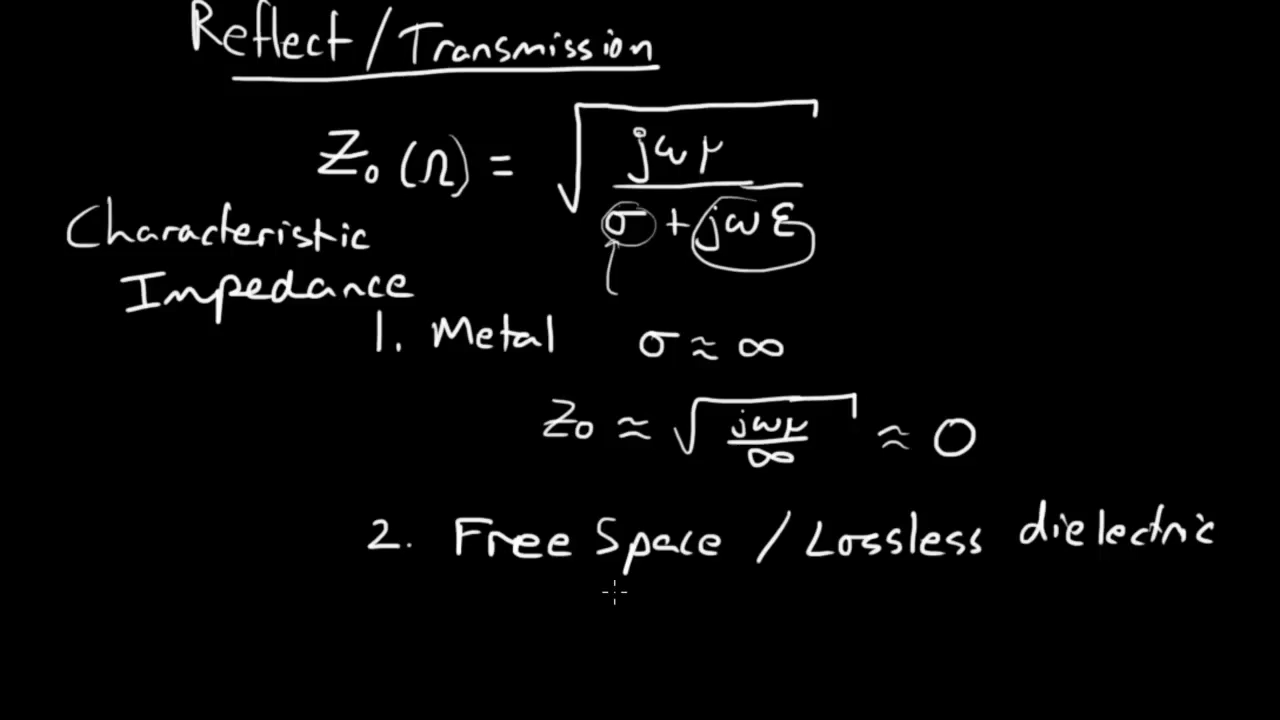 Reflect/Transmission
Z₀ (Ω) = √(jωμ / (σ + jωε))
Characteristic
Impedance
1. Metal σ ≈ ∞
Z₀ ≈ √(jωμ / ∞) ≈ 0
2. Free Space / Lossless dielectric